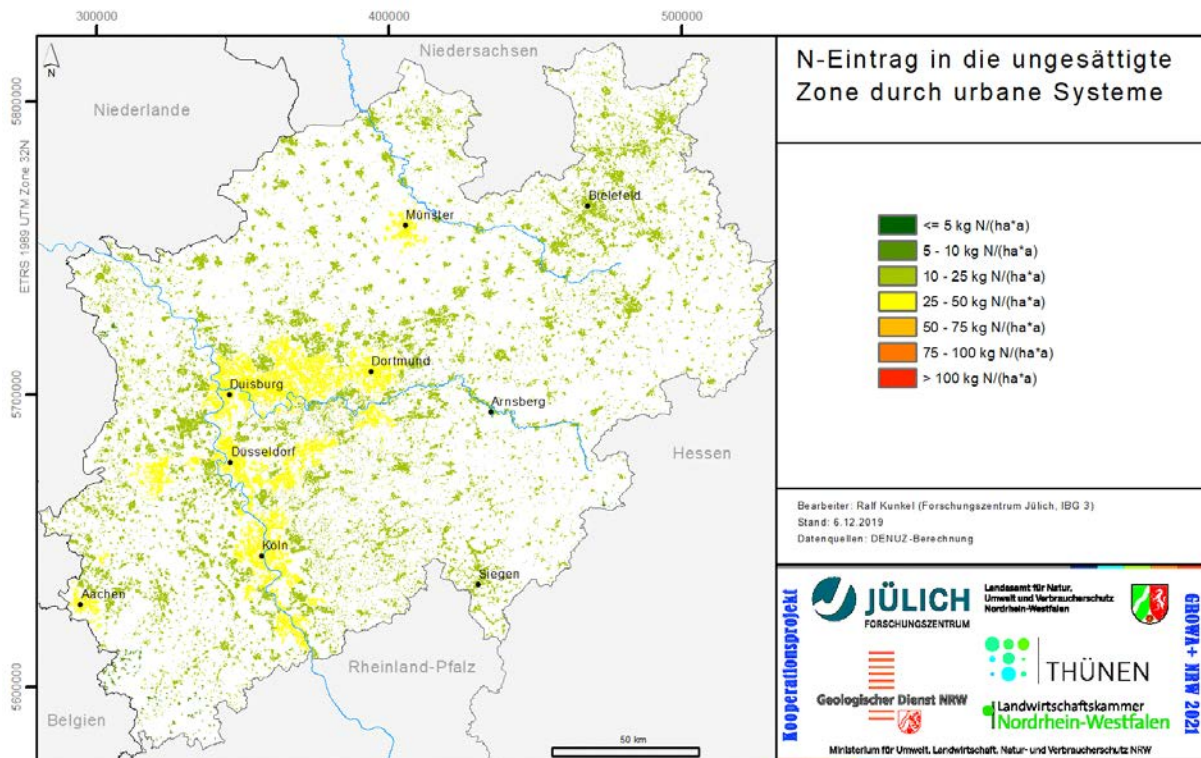 300000
400000
500000
N
Niedersachsen
Niederlande
5800000
ETRS 1989 UTM Zone 32N
Bielefeld
Münster
Dortmund
Duisburg
5700000
Arnsberg
Düsseldorf
Hessen
Köln
Siegen
Aachen
Rheinland-Pfalz
5600000
Belgien
50 km
N-Eintrag in die ungesättigte
Zone durch urbane Systeme
<= 5 kg N/(ha*a)
5 - 10 kg N/(ha*a)
10 - 25 kg N/(ha*a)
25 - 50 kg N/(ha*a)
50 - 75 kg N/(ha*a)
75 - 100 kg N/(ha*a)
> 100 kg N/(ha*a)
Bearbeiter: Ralf Kunkel (Forschungszentrum Jülich, IBG 3)
Stand: 6.12.2019
Datenquellen: DENUZ-Berechnung
Kooperationsprojekt
JÜLICH
FORSCHUNGSZENTRUM
Landesamt für Natur,
Umwelt und Verbraucherschutz
Nordrhein-Westfalen
GROWA+ NRW 2021
THÜNEN
Geologischer Dienst NRW
Landwirtschaftskammer
Nordrhein-Westfalen
Ministerium für Umwelt, Landwirtschaft, Natur- und Verbraucherschutz NRW